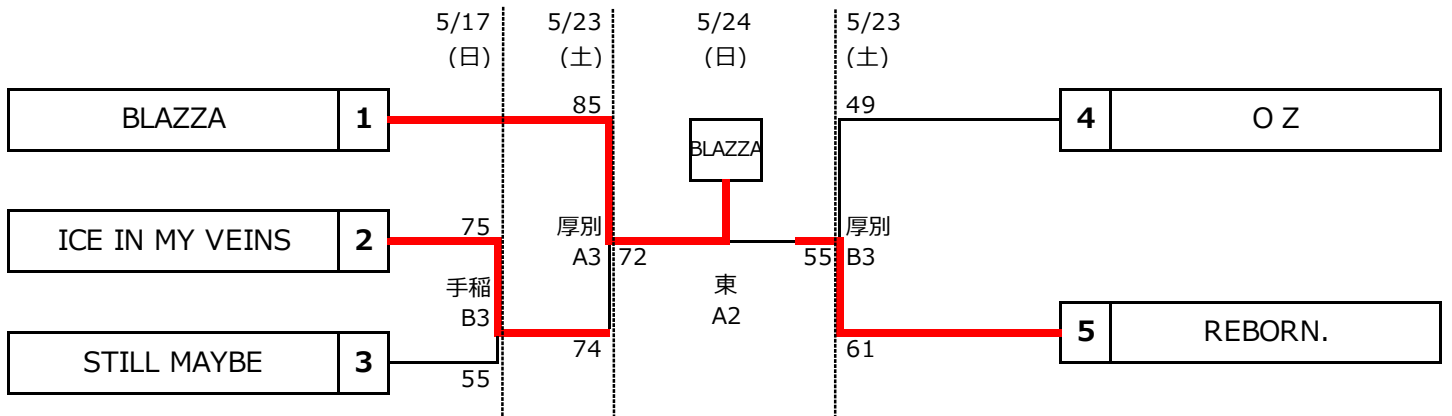 5/17 5/23 5/24 5/23
(日) (土) (日) (土)
85 49
BLAZZA 1
BLAZZA
4 O Z
75 厚別 厚別
ICE IN MY VEINS 2
A3 72 55 B3
手稲 東
B3 A2
5 REBORN.
74 61
STILL MAYBE 3
55